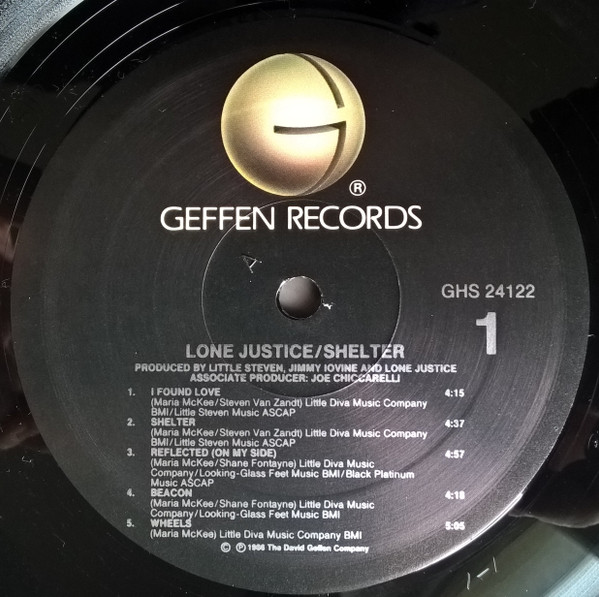 ®
GEFFEN RECORDS
A
GHS 24122
1
LONE JUSTICE/SHELTER
PRODUCED BY LITTLE STEVEN, JIMMY IOVINE AND LONE JUSTICE
ASSOCIATE PRODUCER: JOE CHICCARELLI
1. I FOUND LOVE 4:15
(Maria McKee/Steven Van Zandt) Little Diva Music Company
BMI/Little Steven Music ASCAP
2. SHELTER 4:37
(Maria McKee/Steven Van Zandt) Little Diva Music Company
BMI/Little Steven Music ASCAP
3. REFLECTED (ON MY SIDE) 4:57
(Maria McKee/Shane Fontayne) Little Diva Music
Company/Looking-Glass Feet Music BMI/Black Platinum
Music ASCAP
4. BEACON 4:18
(Maria McKee/Shane Fontayne) Little Diva Music
Company/Looking-Glass Feet Music BMI
5. WHEELS 5:05
(Maria McKee) Little Diva Music Company BMI
© ℗ 1986 The David Geffen Company